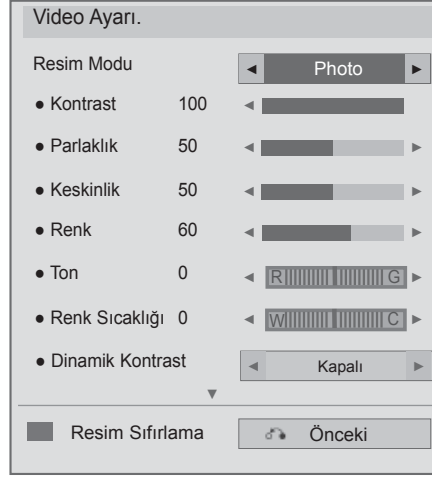 Video Ayarı.
Resim Modu ◄ Photo ►
● Kontrast 100 ◄
● Parlaklık 50 ◄ ►
● Keskinlik 50 ◄ ►
● Renk 60 ◄ ►
● Ton 0 ◄ R G ►
● Renk Sıcaklığı 0 ◄ W C ►
● Dinamik Kontrast ◄ Kapalı ►
▼
Resim Sıfırlama Önceki